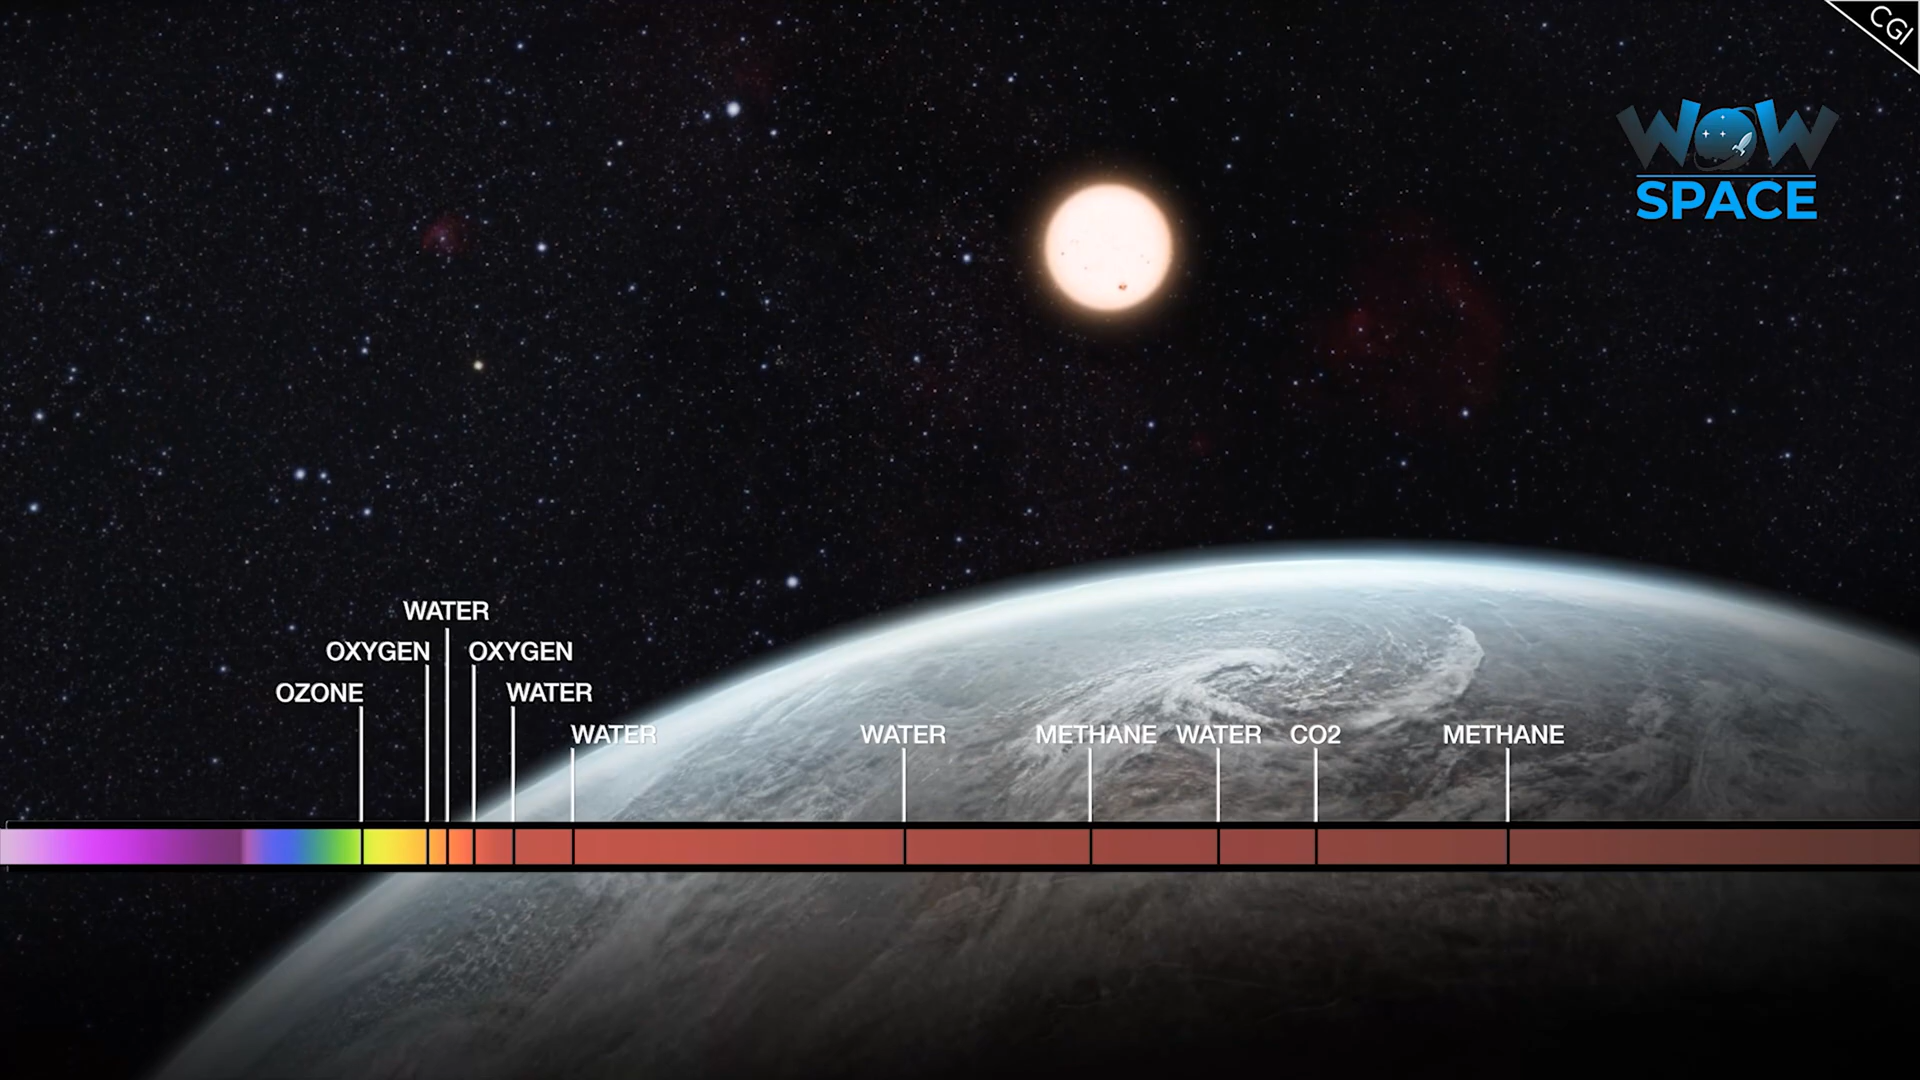 CGI
WOW
SPACE
WATER
OXYGEN OXYGEN
OZONE WATER
WATER WATER METHANE WATER CO2 METHANE